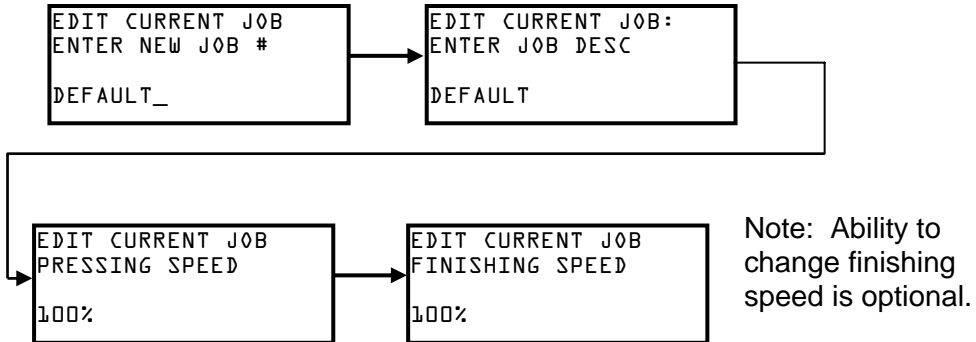 EDIT CURRENT JOB
ENTER NEW JOB #
DEFAULT_
EDIT CURRENT JOB:
ENTER JOB DESC
DEFAULT
EDIT CURRENT JOB
PRESSING SPEED
100%
EDIT CURRENT JOB
FINISHING SPEED
100%
Note: Ability to
change finishing
speed is optional.